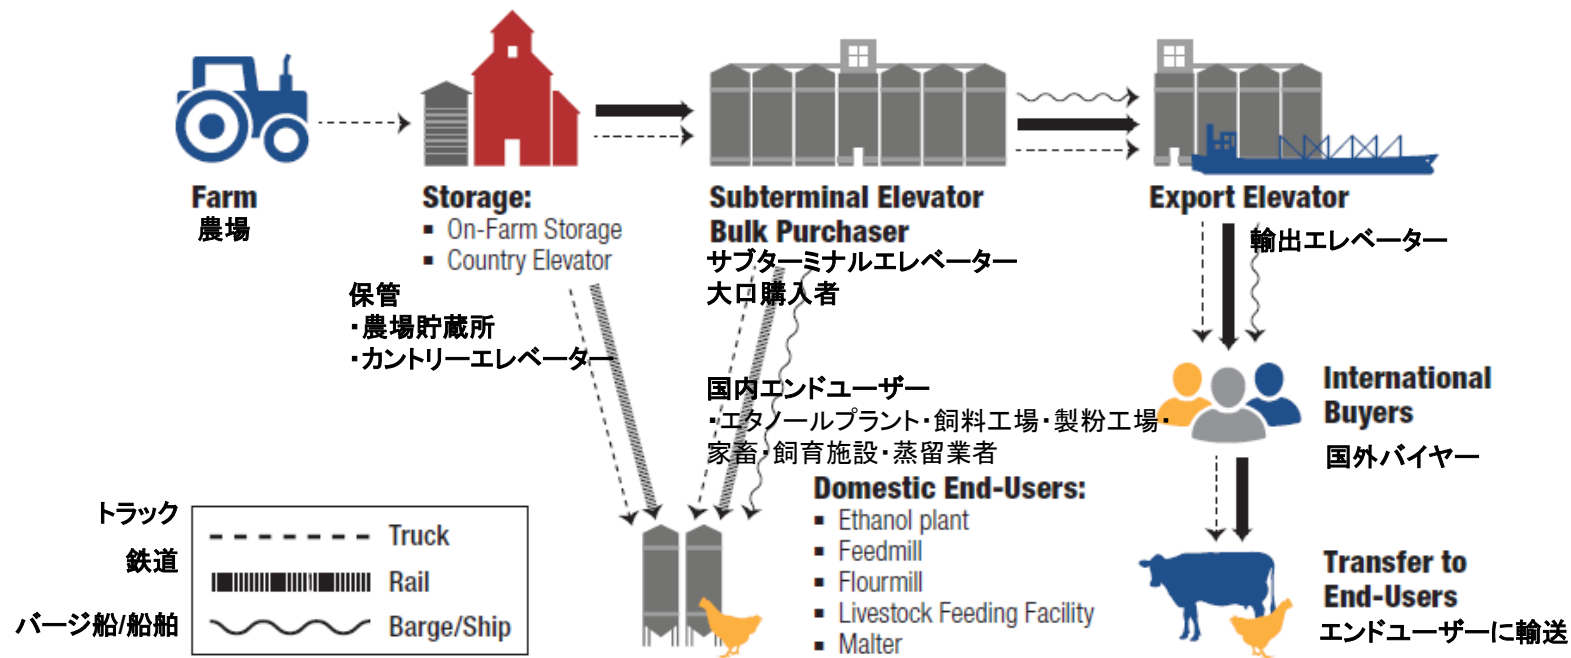 Farm
農場
Storage:
▪ On-Farm Storage
▪ Country Elevator
保管
・農場貯蔵所
・カントリーエレベーター
Subterminal Elevator
Bulk Purchaser
サブターミナルエレベーター
大口購入者
Export Elevator
輸出エレベーター
国内エンドユーザー
・エタノールプラント・飼料工場・製粉工場・
家畜・飼育施設・蒸留業者
Domestic End-Users:
▪ Ethanol plant
▪ Feedmill
▪ Flourmill
▪ Livestock Feeding Facility
▪ Malter
International
Buyers
国外バイヤー
Transfer to
End-Users
エンドユーザーに輸送
トラック
Truck
鉄道
Rail
バージ船/船舶
Barge/Ship